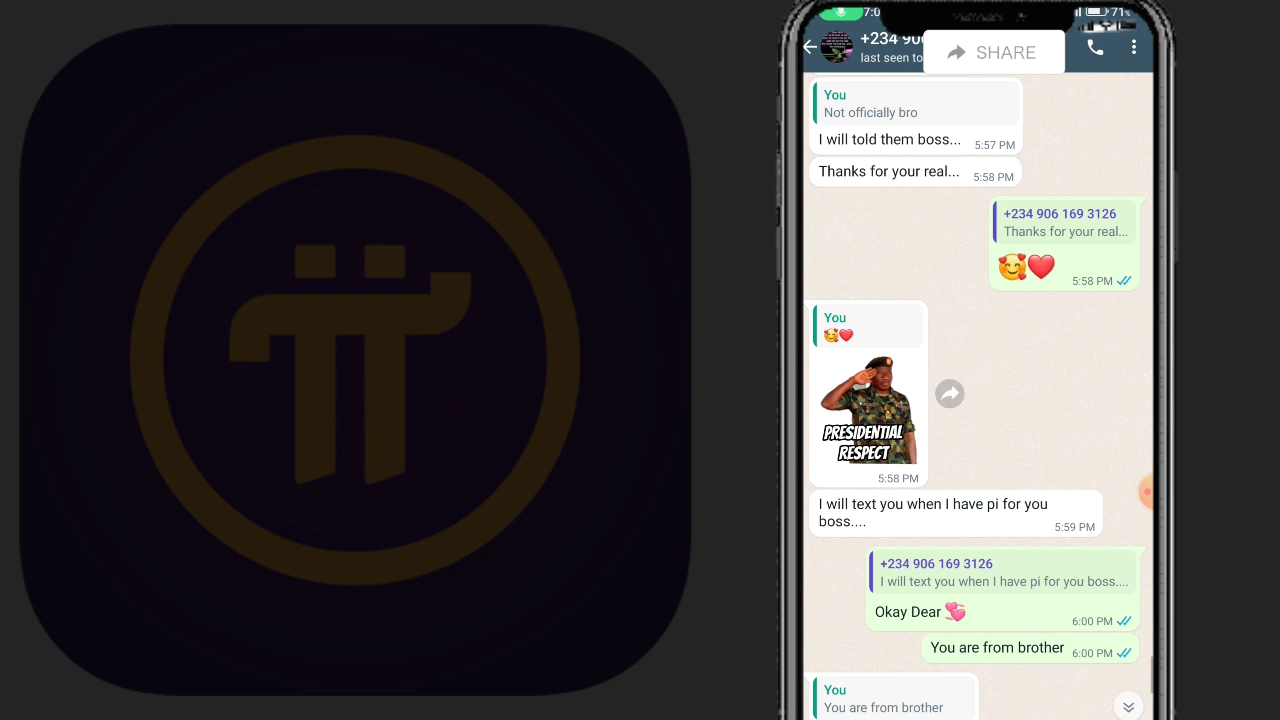 7:0
71%
+234 90
last seen to
SHARE
You
Not officially bro
I will told them boss...
5:57 PM
Thanks for your real...
5:58 PM
+234 906 169 3126
Thanks for your real...
🥰❤️
5:58 PM
You
🥰❤️
PRESIDENTIAL
RESPECT
5:58 PM
I will text you when I have pi for you
boss....
5:59 PM
+234 906 169 3126
I will text you when I have pi for you boss....
Okay Dear 💞
6:00 PM
You are from brother
6:00 PM
You
You are from brother